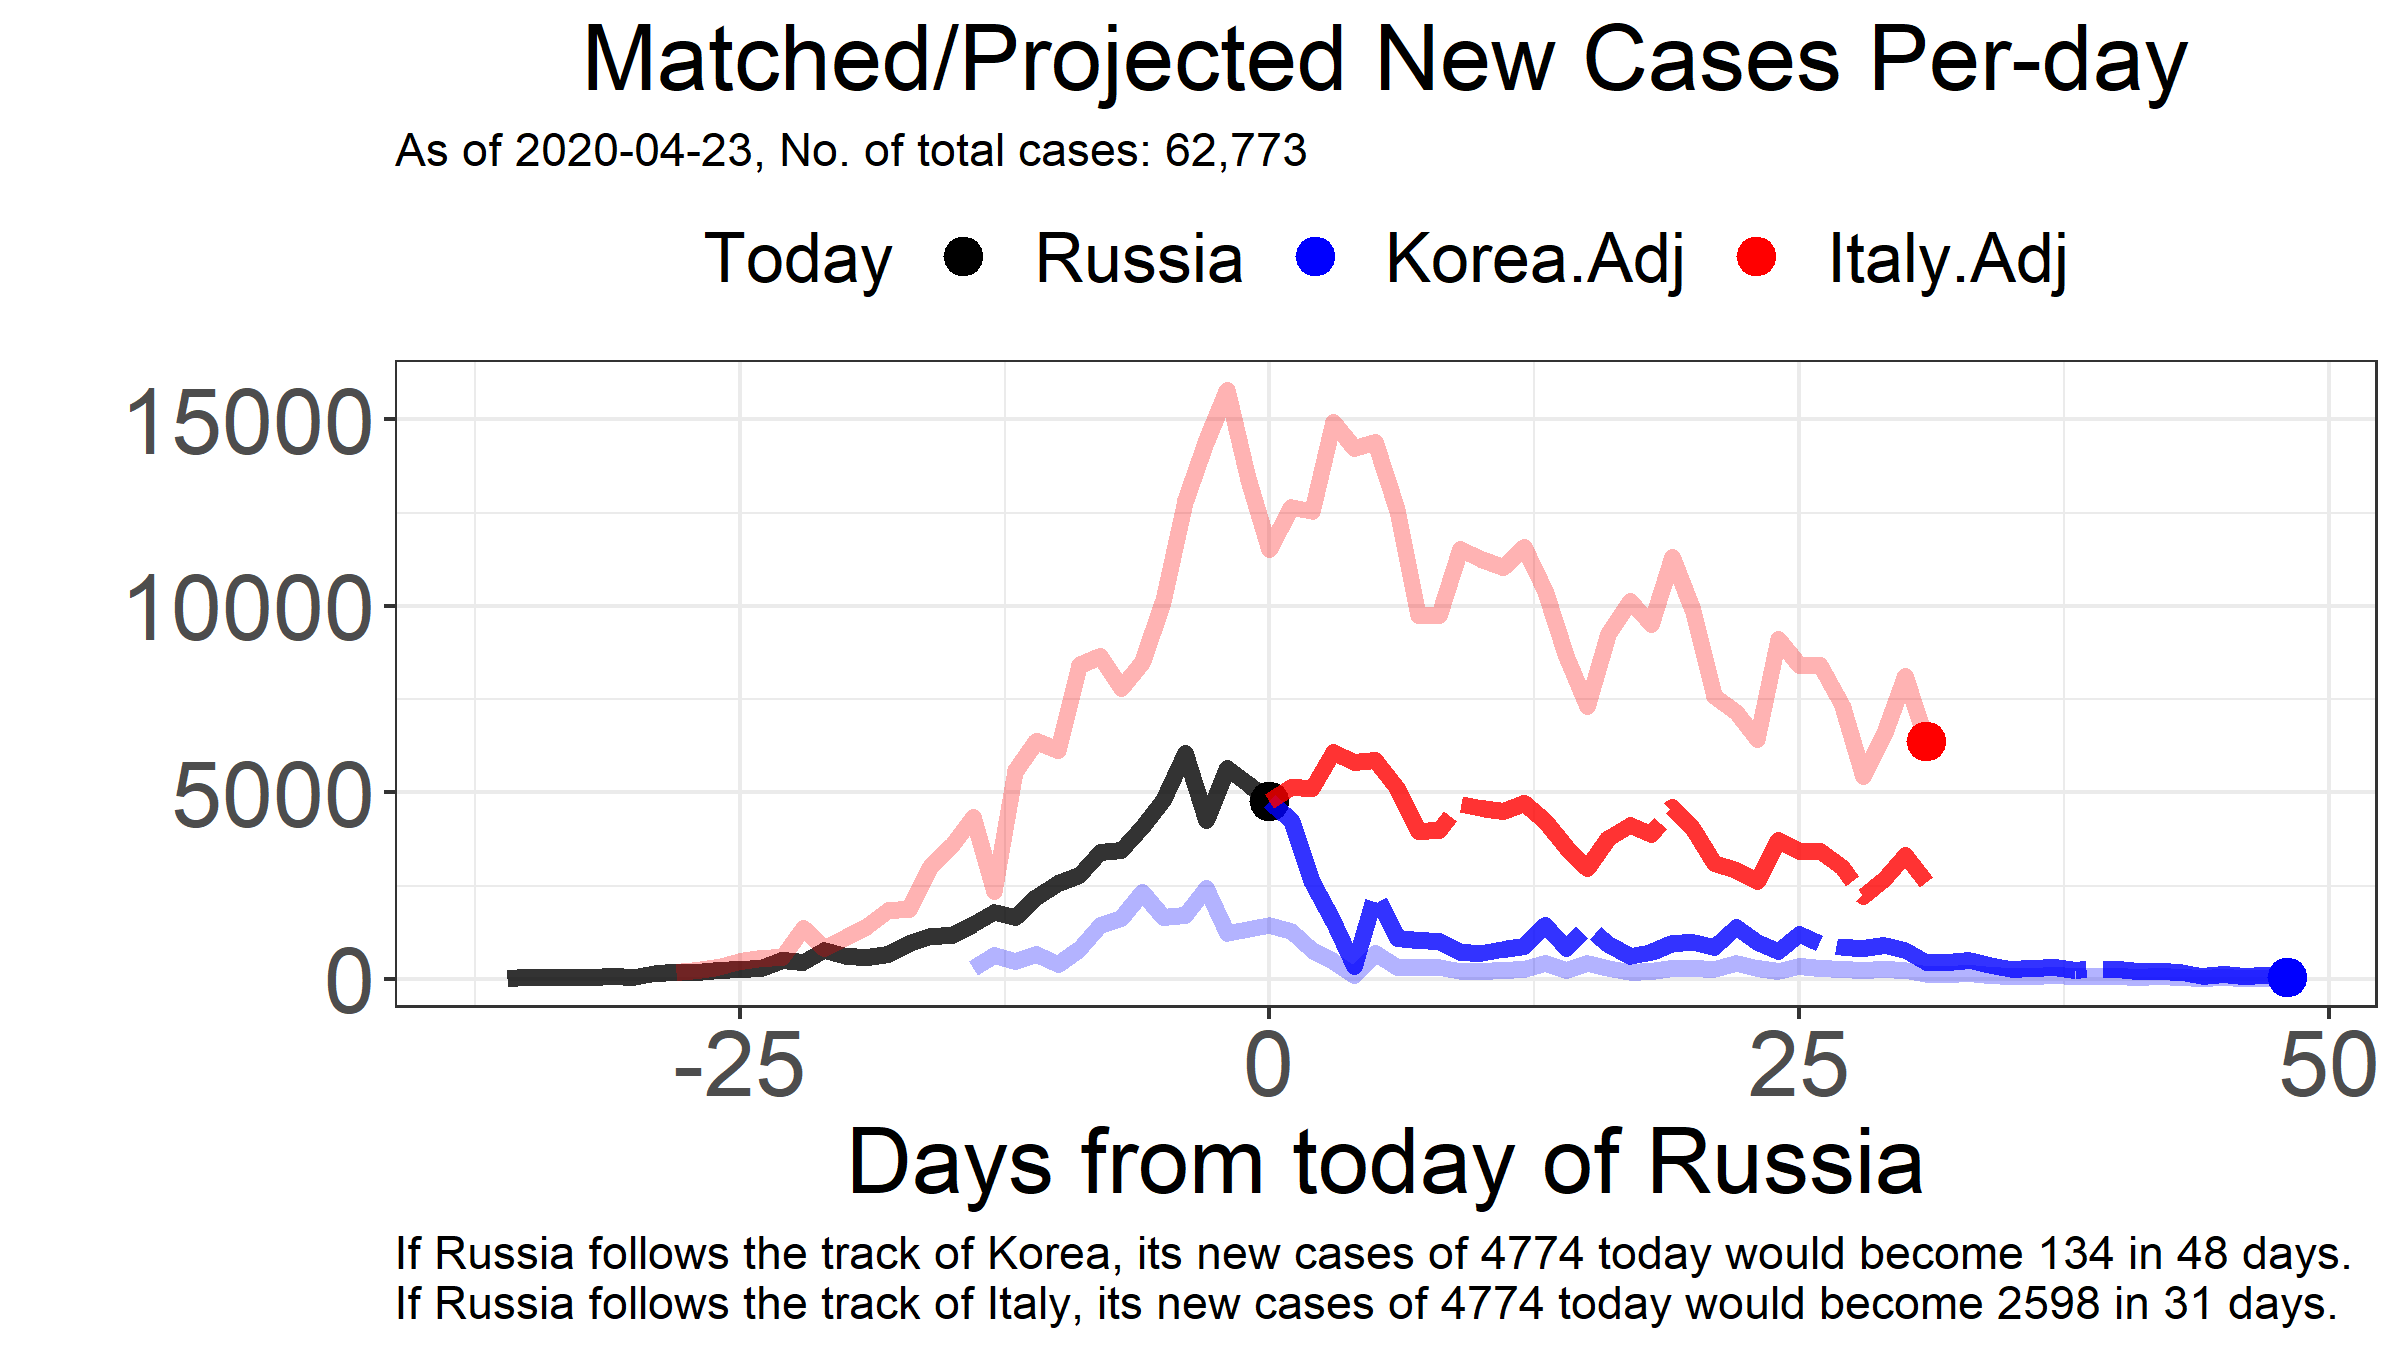 Matched/Projected New Cases Per-day
As of 2020-04-23, No. of total cases: 62,773
Today Russia Korea.Adj Italy.Adj
15000
10000
5000
0
-25 0 25 50
Days from today of Russia
If Russia follows the track of Korea, its new cases of 4774 today would become 134 in 48 days.
If Russia follows the track of Italy, its new cases of 4774 today would become 2598 in 31 days.